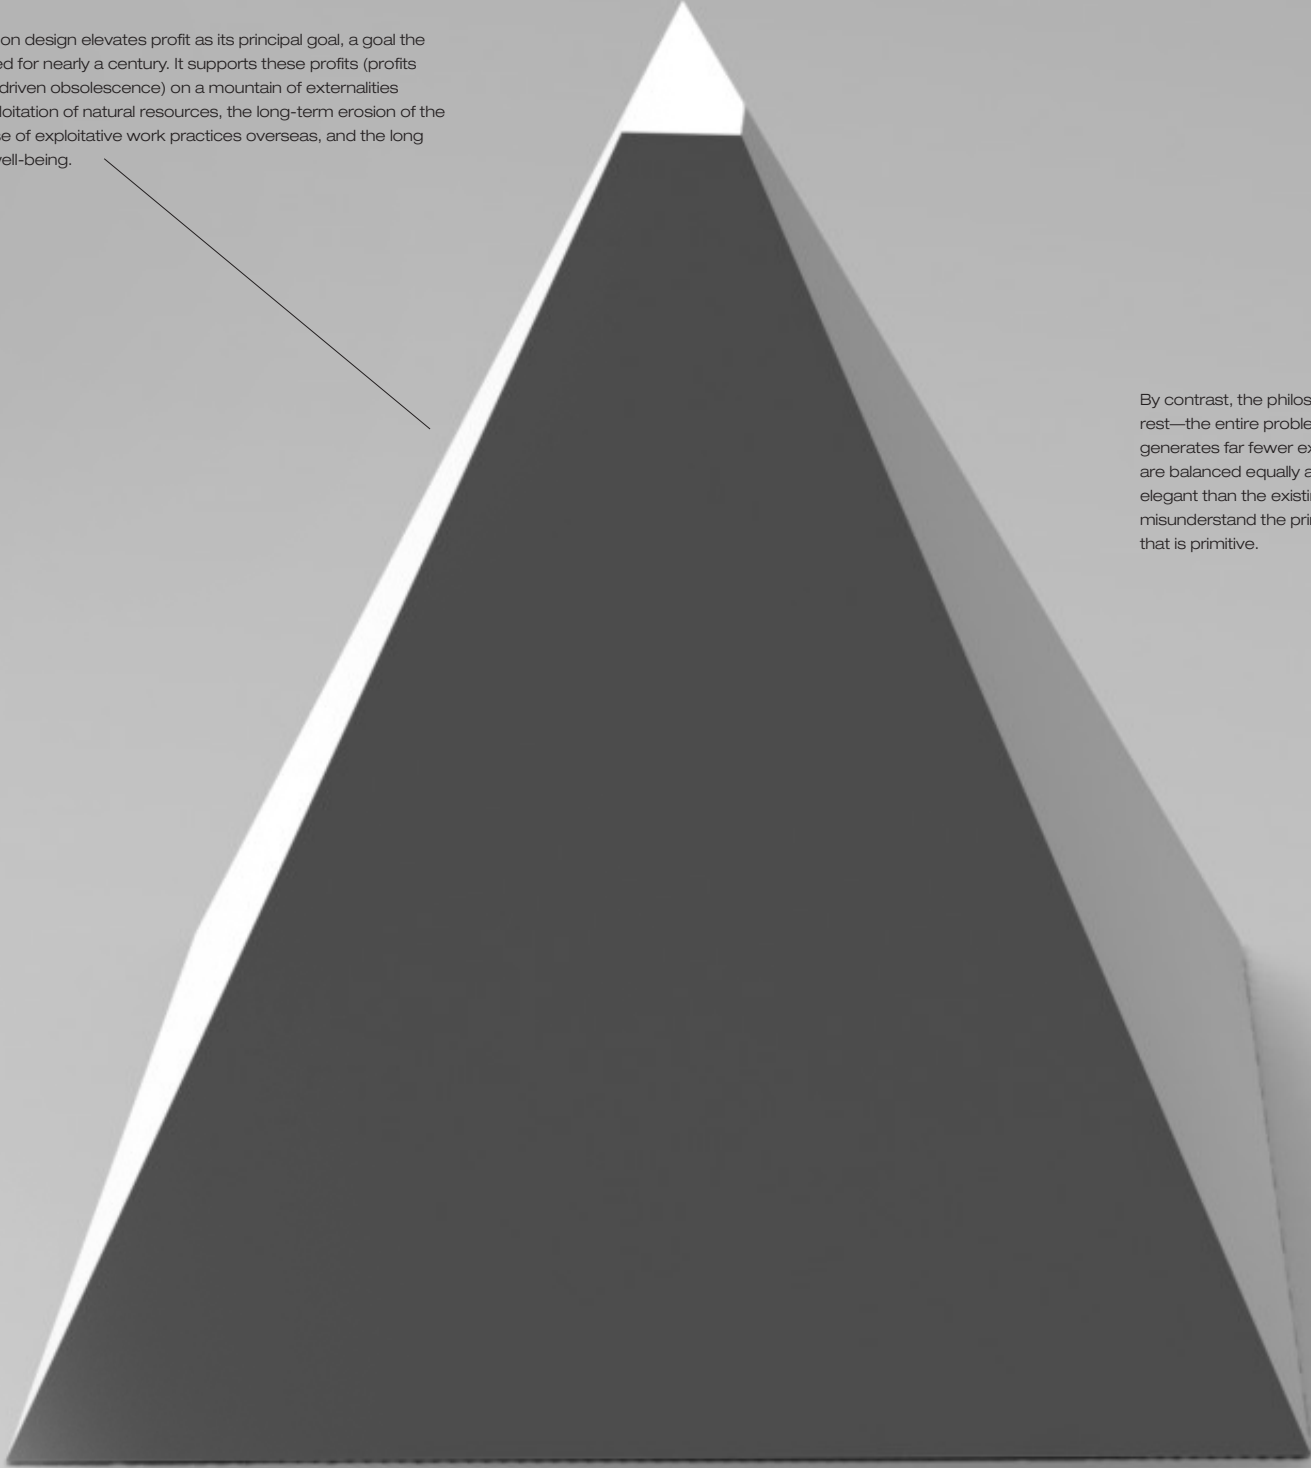 on design elevates profit as its principal goal, a goal the
ed for nearly a century. It supports these profits (profits
driven obsolescence) on a mountain of externalities
loitation of natural resources, the long-term erosion of the
se of exploitative work practices overseas, and the long
well-being.
By contrast, the philos
rest—the entire proble
generates far fewer ex
are balanced equally a
elegant than the existi
misunderstand the pri
that is primitive.